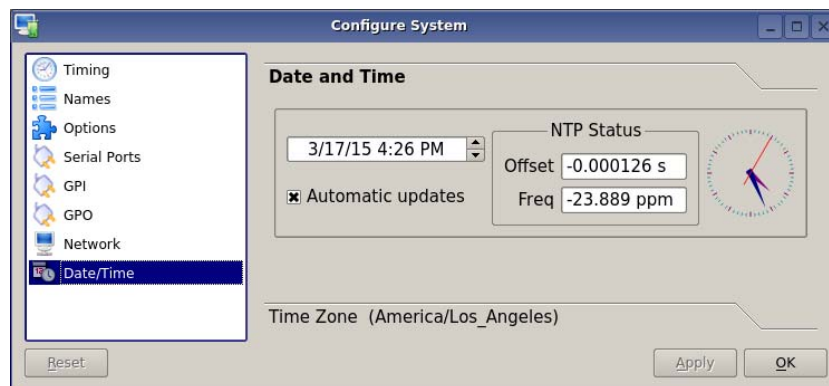 Configure System
Timing
Names
Options
Serial Ports
GPI
GPO
Network
Date/Time
Date and Time
3/17/15 4:26 PM
Automatic updates
NTP Status
Offset -0.000126 s
Freq -23.889 ppm
Time Zone (America/Los_Angeles)
Reset
Apply
OK